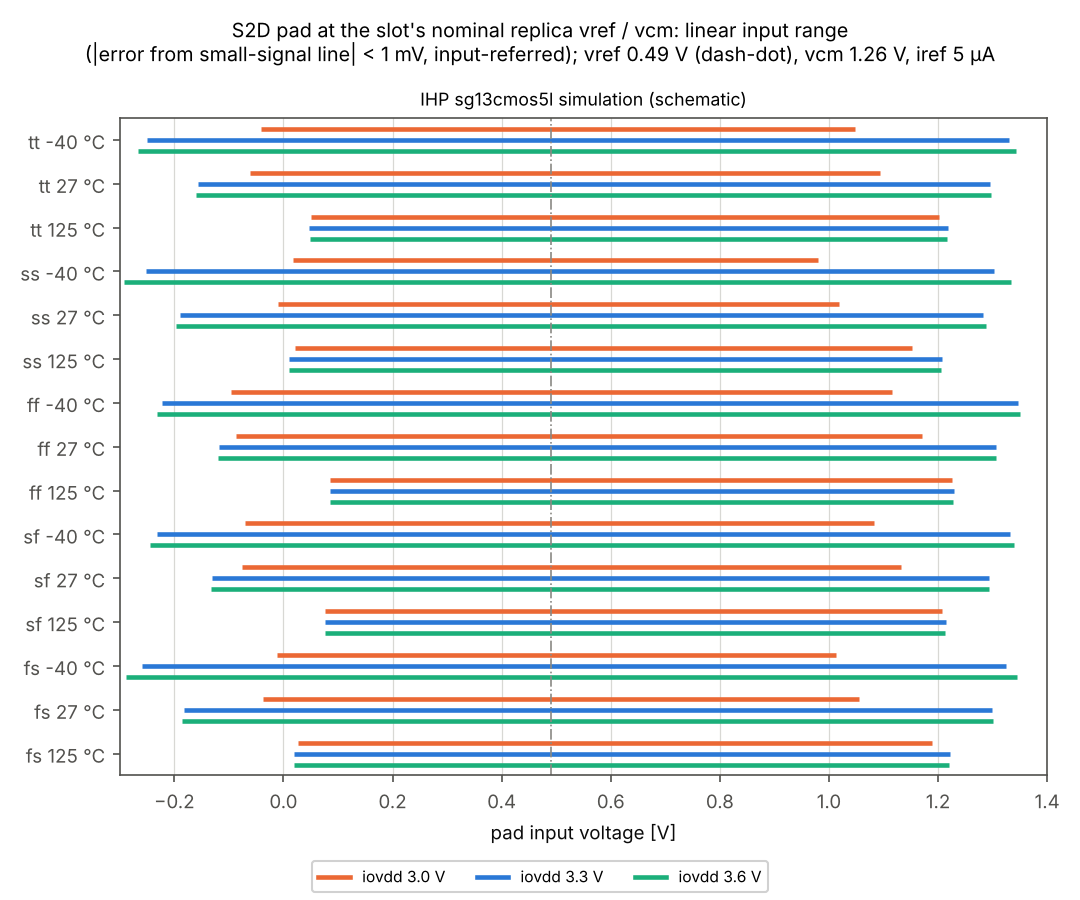 S2D pad at the slot's nominal replica vref / vcm: linear input range
(|error from small-signal line| < 1 mV, input-referred); vref 0.49 V (dash-dot), vcm 1.26 V, iref 5 µA
IHP sg13cmos5l simulation (schematic)
tt -40 °C
tt 27 °C
tt 125 °C
ss -40 °C
ss 27 °C
ss 125 °C
ff -40 °C
ff 27 °C
ff 125 °C
sf -40 °C
sf 27 °C
sf 125 °C
fs -40 °C
fs 27 °C
fs 125 °C
−0.2 0.0 0.2 0.4 0.6 0.8 1.0 1.2 1.4
pad input voltage [V]
iovdd 3.0 V iovdd 3.3 V iovdd 3.6 V